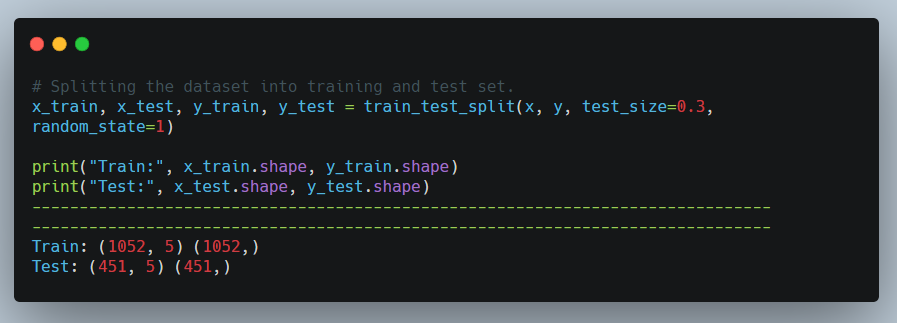 # Splitting the dataset into training and test set.
x_train, x_test, y_train, y_test = train_test_split(x, y, test_size=0.3,
random_state=1)
print("Train:", x_train.shape, y_train.shape)
print("Test:", x_test.shape, y_test.shape)
------------------------------------------------------------------------------
------------------------------------------------------------------------------
Train: (1052, 5) (1052,)
Test: (451, 5) (451,)